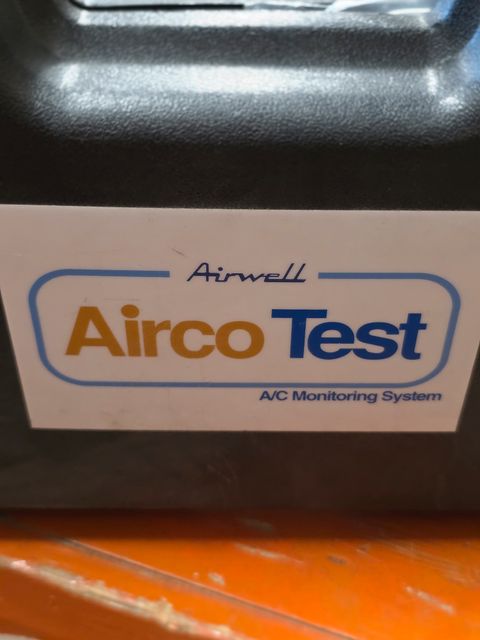 Airwell
Airco Test
A/C Monitoring System